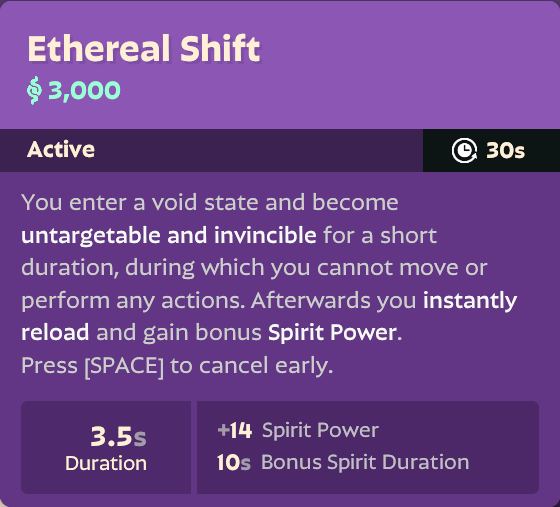 Ethereal Shift
3,000
Active
30s
You enter a void state and become
untargetable and invincible for a short
duration, during which you cannot move or
perform any actions. Afterwards you instantly
reload and gain bonus Spirit Power.
Press [SPACE] to cancel early.
3.5s
Duration
+14 Spirit Power
10s Bonus Spirit Duration